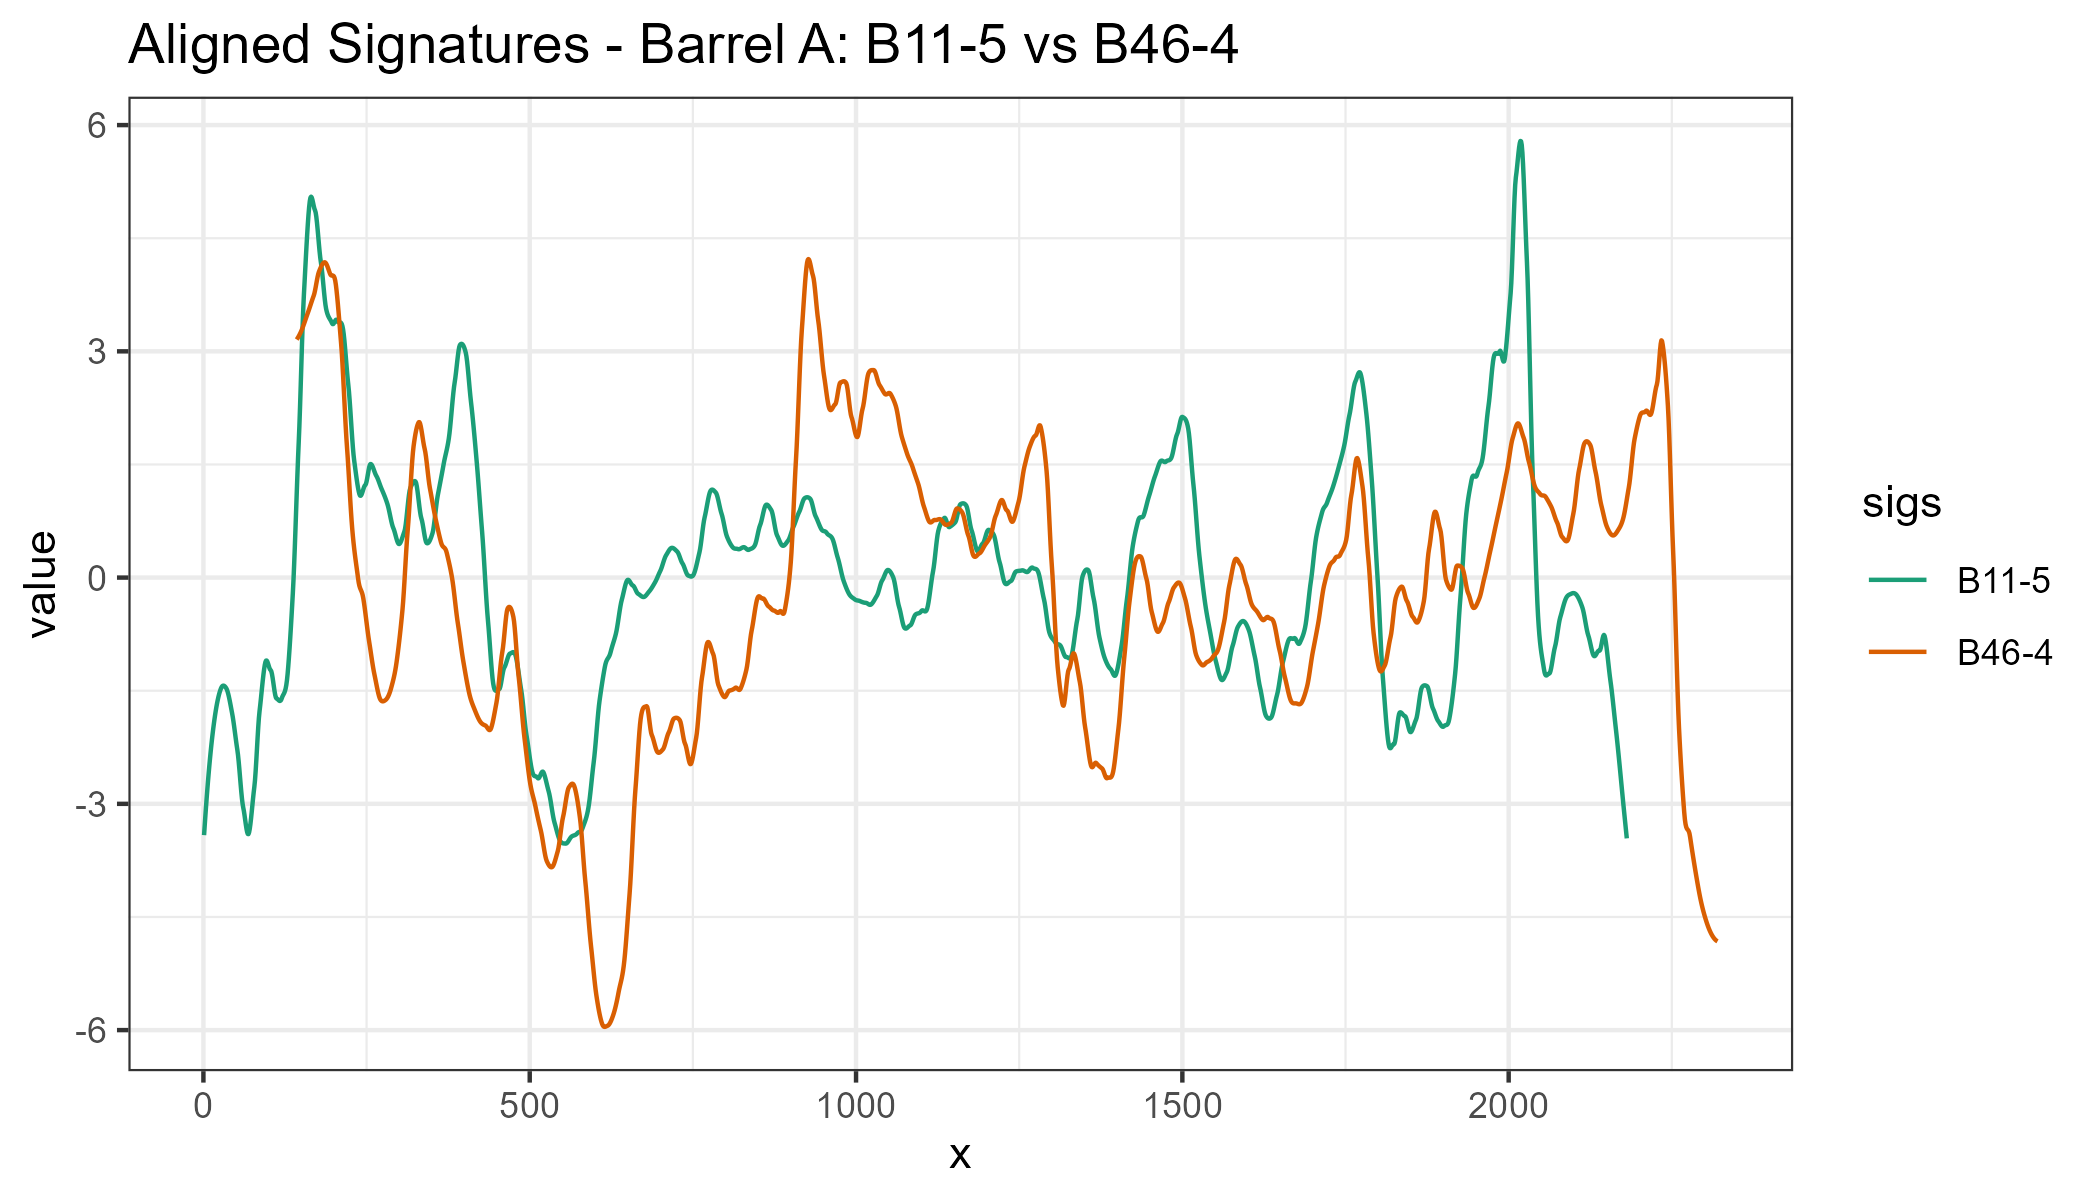 Aligned Signatures - Barrel A: B11-5 vs B46-4
6
3
0
-3
-6
value
0 500 1000 1500 2000
x
sigs
B11-5
B46-4